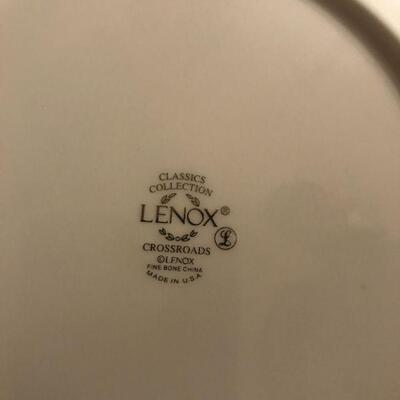 CLASSICS
COLLECTION
LENOX®
L
CROSSROADS
©LENOX
FINE BONE CHINA
MADE IN U.S.A.